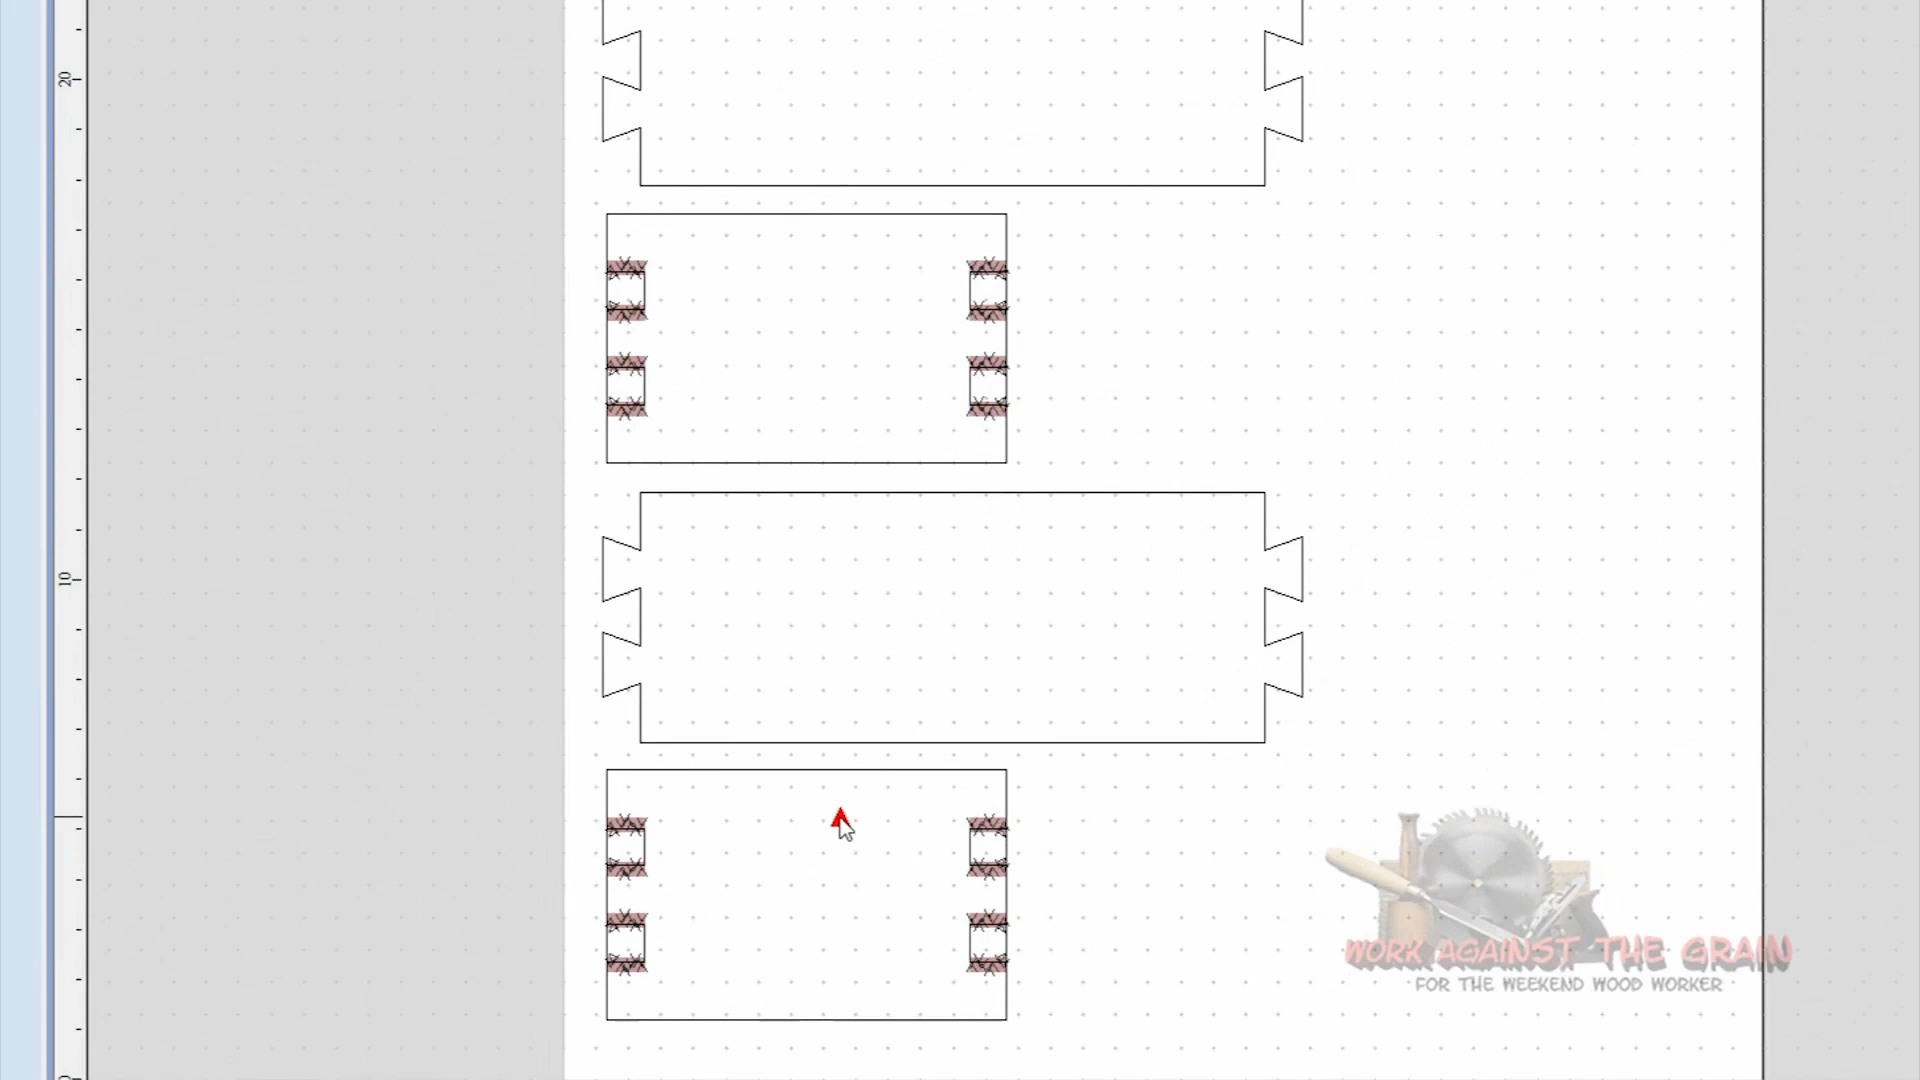 20
10
WORK AGAINST THE GRAIN
FOR THE WEEKEND WOOD WORKER